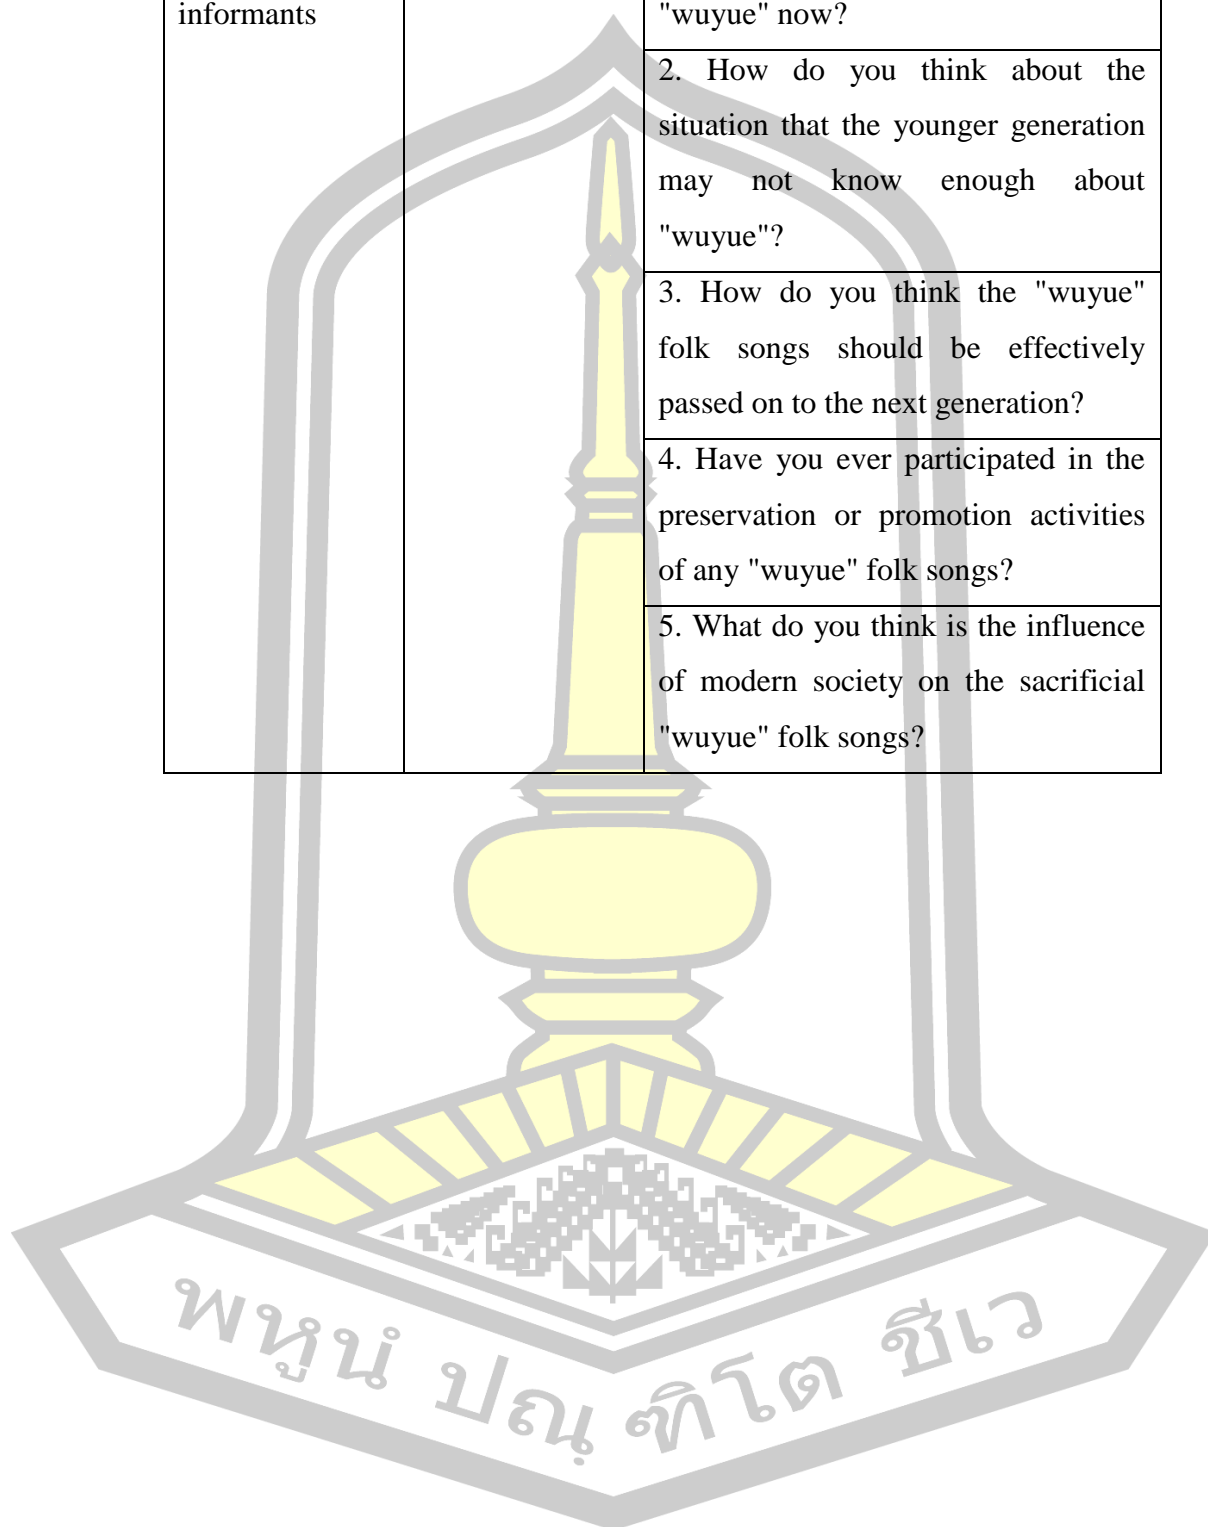 informants
"wuyue" now?
2. How do you think about the
situation that the younger generation
may not know enough about
"wuyue"?
3. How do you think the "wuyue"
folk songs should be effectively
passed on to the next generation?
4. Have you ever participated in the
preservation or promotion activities
of any "wuyue" folk songs?
5. What do you think is the influence
of modern society on the sacrificial
"wuyue" folk songs?
พหูนํ ปณฺฑิโต ชีเว